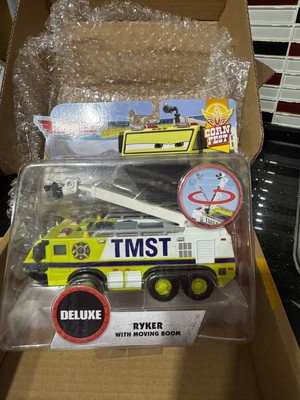 CORN
FEST
TMST
DELUXE
RYKER
WITH MOVING BOOM